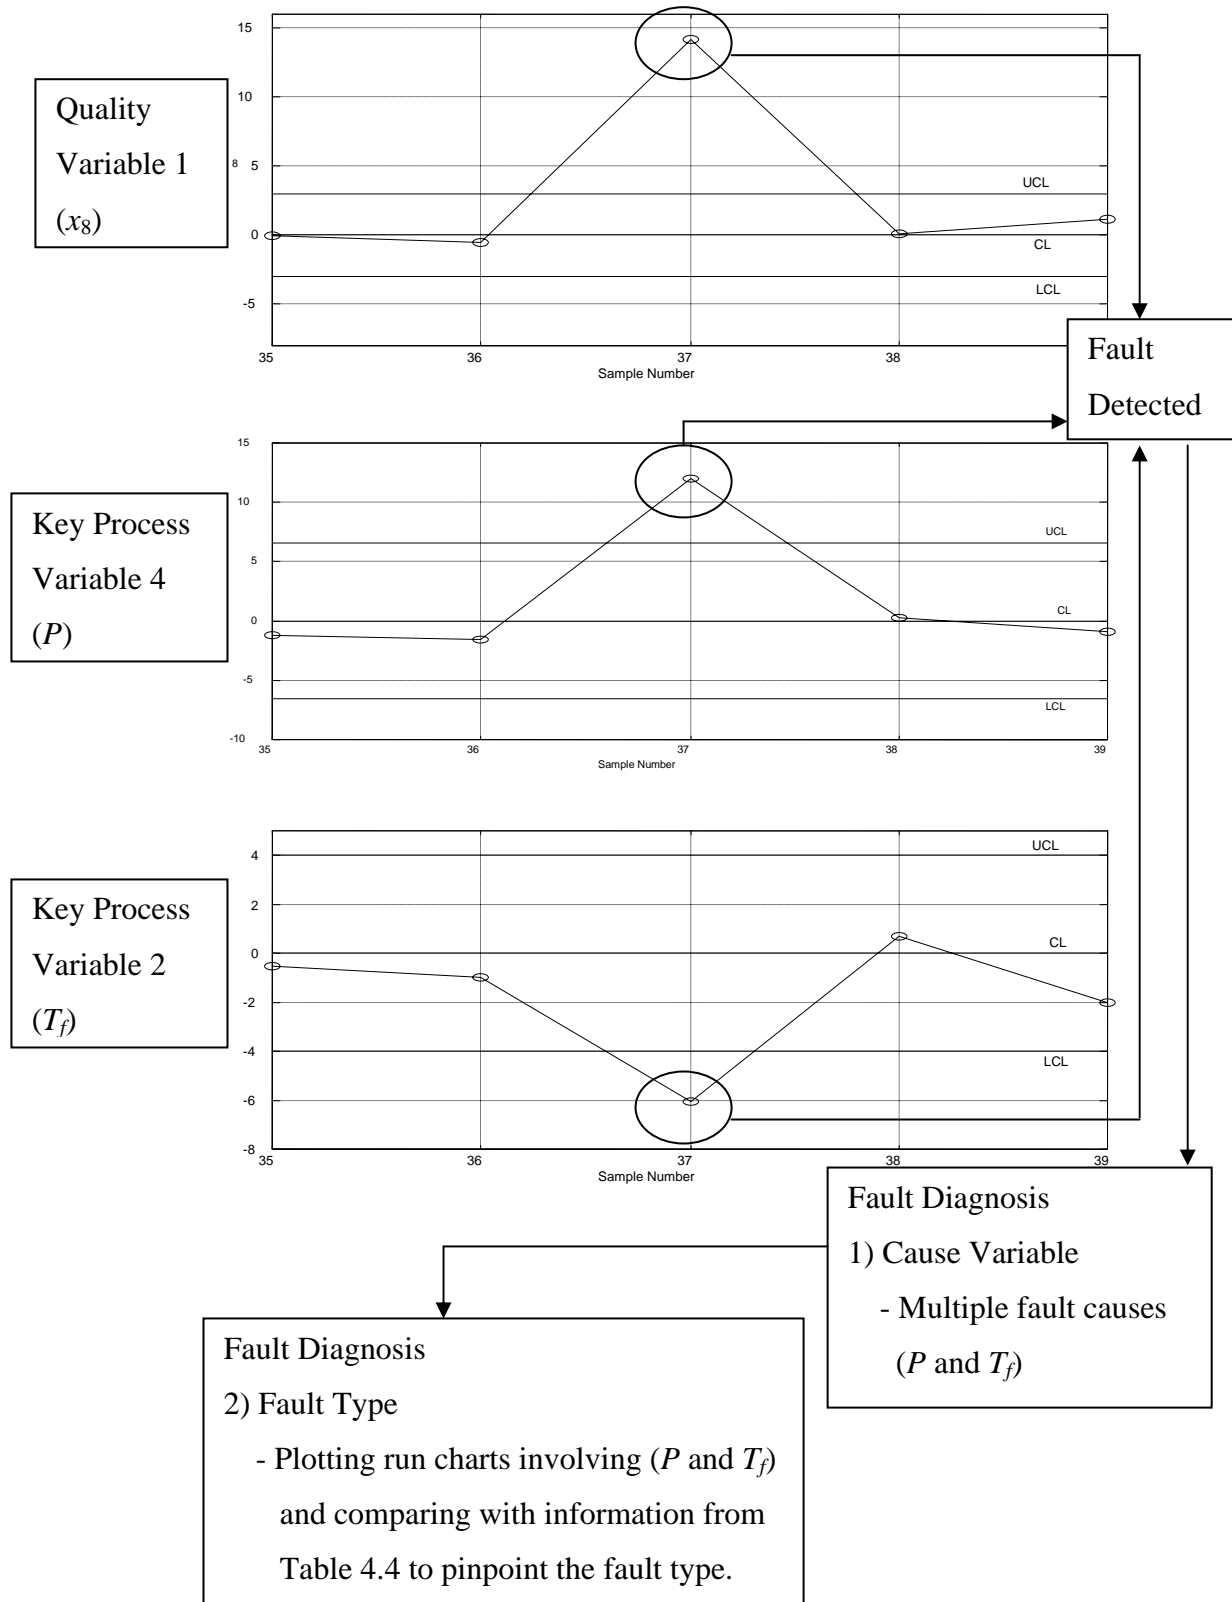 Quality
Variable 1
(x8)
15
10
8 5
0
-5
UCL
CL
LCL
35 36 37 38
Sample Number
Fault
Detected
Key Process
Variable 4
(P)
15
10
5
0
-5
-10
UCL
CL
LCL
35 36 37 38 39
Sample Number
Key Process
Variable 2
(Tf)
4
2
0
-2
-4
-6
-8
UCL
CL
LCL
35 36 37 38 39
Sample Number
Fault Diagnosis
1) Cause Variable
- Multiple fault causes
(P and Tf)
Fault Diagnosis
2) Fault Type
- Plotting run charts involving (P and Tf)
and comparing with information from
Table 4.4 to pinpoint the fault type.